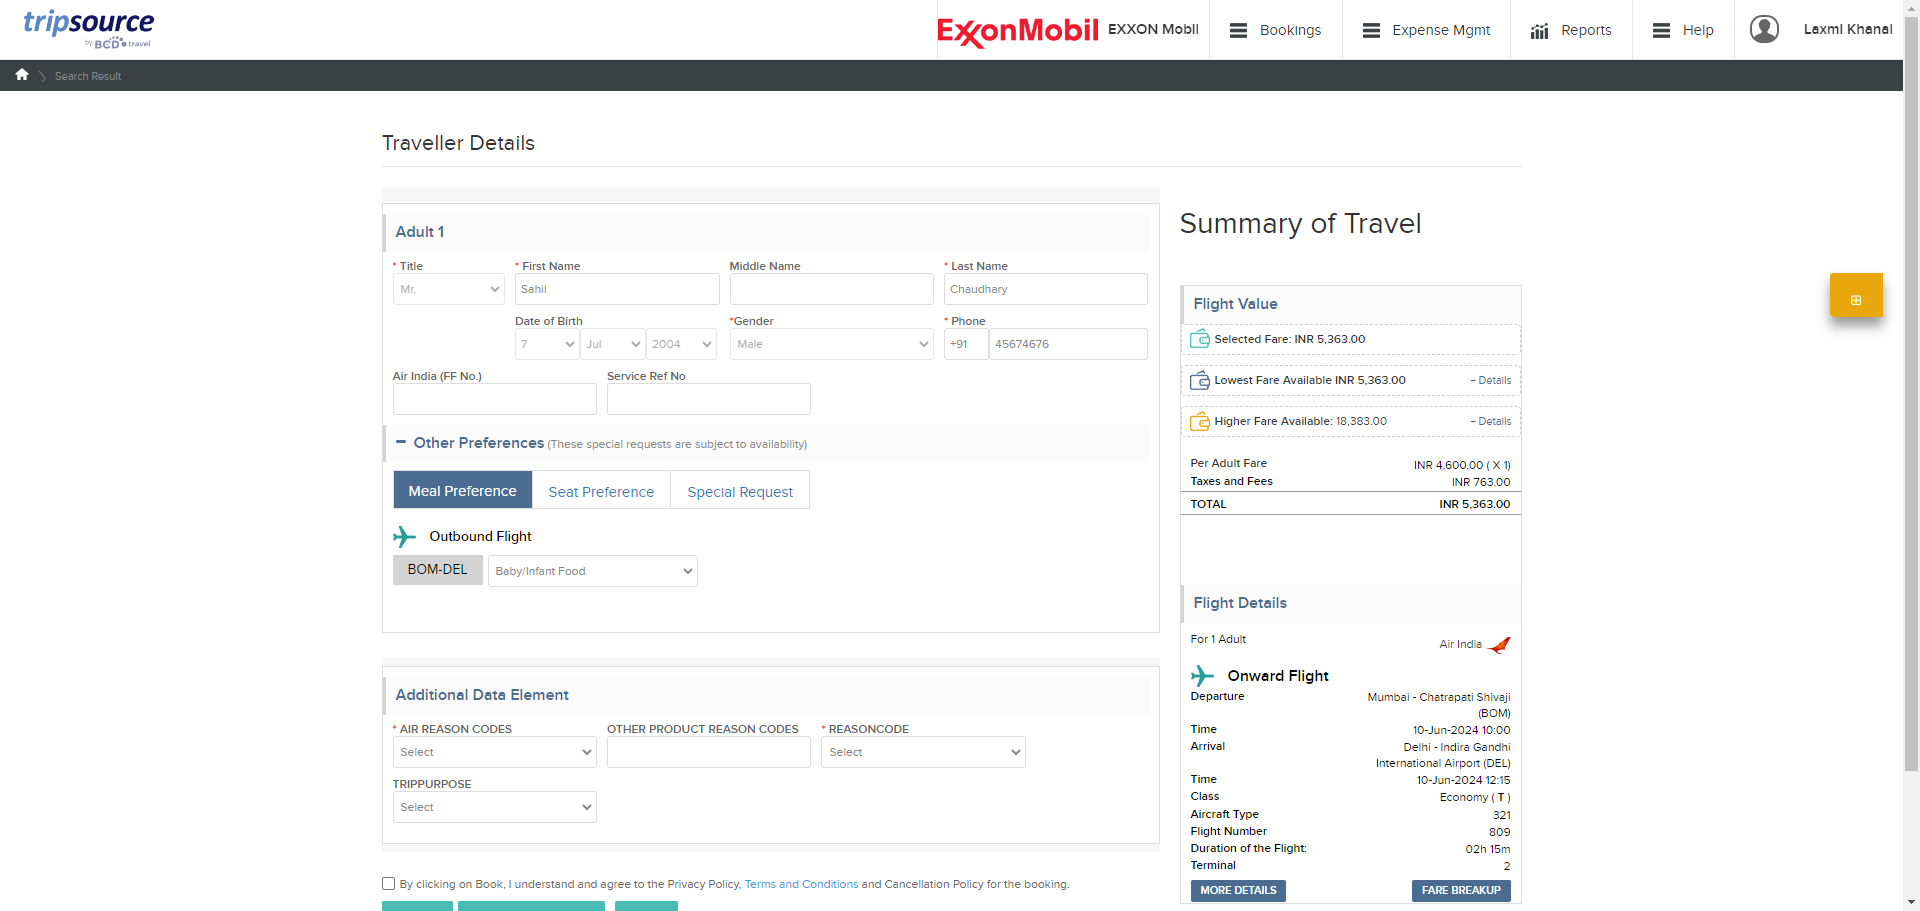 tripsource
by BCD travel
ExxonMobil
EXXON MobIl
Bookings
Expense Mgmt
Reports
Help
LaxmI Khanal
Search Result
Traveller Details
Adult 1
* Title
* First Name
Middle Name
* Last Name
Mr.
Sahil
Chaudhary
Date of Birth
*Gender
* Phone
7
Jul
2004
Male
+91
45674676
Air India (FF No.)
Service Ref No
− Other Preferences (These special requests are subject to availability)
Meal Preference
Seat Preference
Special Request
Outbound Flight
BOM-DEL
Baby/Infant Food
Additional Data Element
* AIR REASON CODES
OTHER PRODUCT REASON CODES
* REASONCODE
Select
Select
TRIPPURPOSE
Select
By clicking on Book, I understand and agree to the Privacy Policy, Terms and Conditions and Cancellation Policy for the booking.
Summary of Travel
Flight Value
Selected Fare: INR 5,363.00
Lowest Fare Available INR 5,363.00
+ Details
Higher Fare Available: 18,383.00
+ Details
Per Adult Fare INR 4,600.00 ( X 1)
Taxes and Fees INR 763.00
TOTAL INR 5,363.00
Flight Details
For 1 Adult
Air India
Onward Flight
Departure Mumbai - Chatrapati Shivaji
(BOM)
Time 10-Jun-2024 10:00
Arrival Delhi - Indira Gandhi
International Airport (DEL)
Time 10-Jun-2024 12:15
Class Economy ( T )
Aircraft Type 321
Flight Number 809
Duration of the Flight: 02h 15m
Terminal 2
MORE DETAILS
FARE BREAKUP